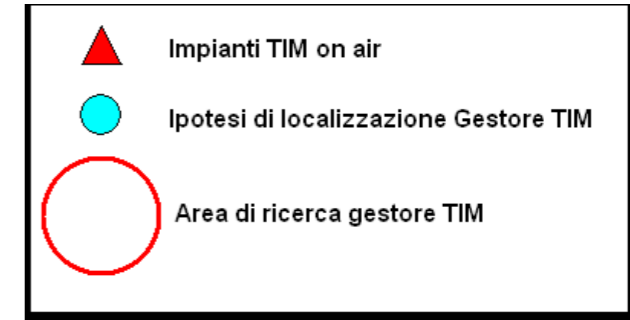 Impianti TIM on air
Ipotesi di localizzazione Gestore TIM
Area di ricerca gestore TIM